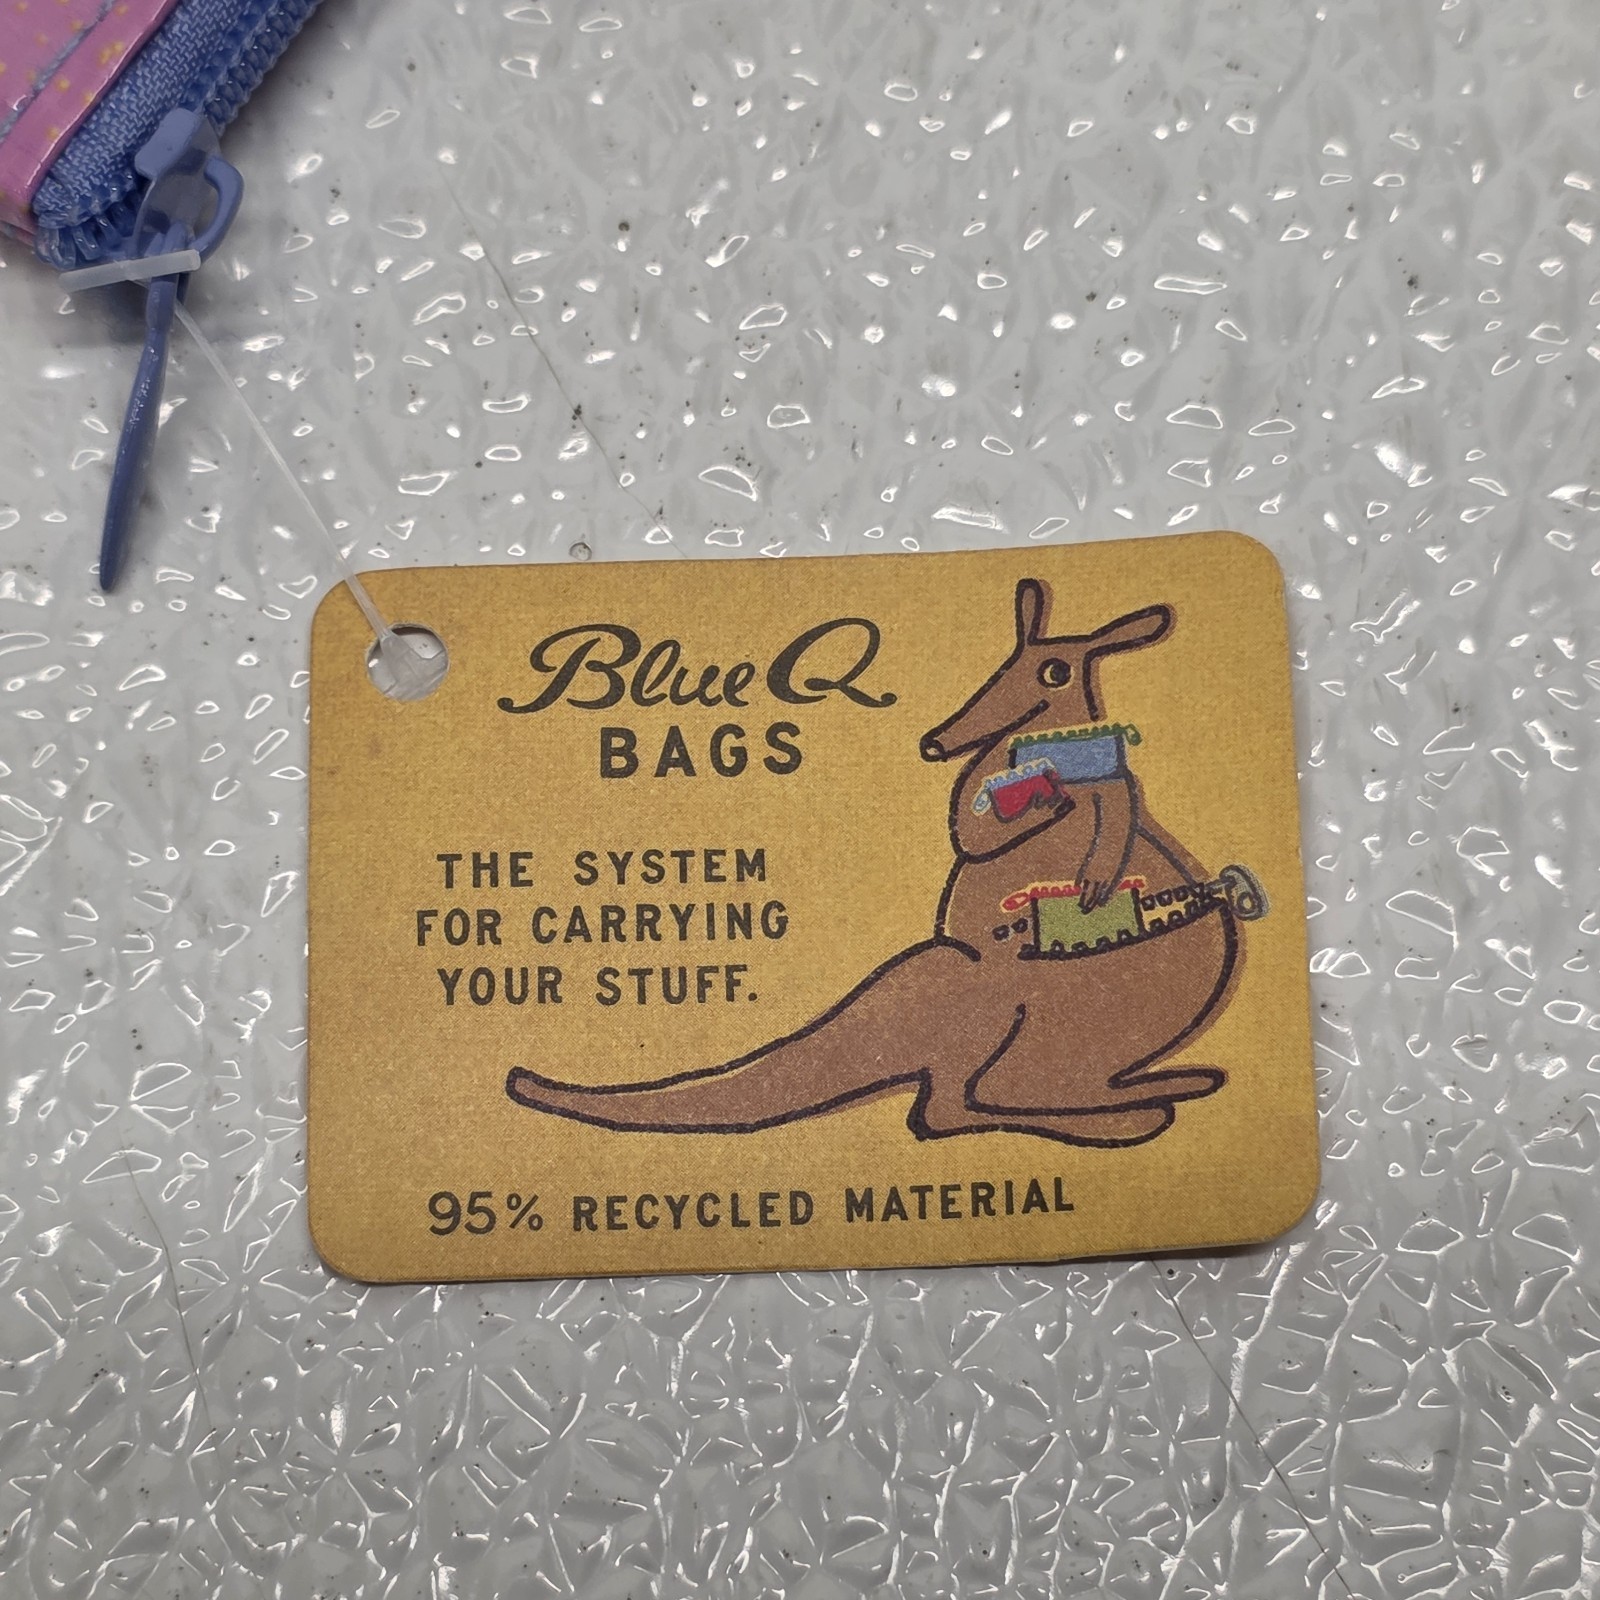 Blue Q
BAGS
THE SYSTEM
FOR CARRYING
YOUR STUFF.
95% RECYCLED MATERIAL